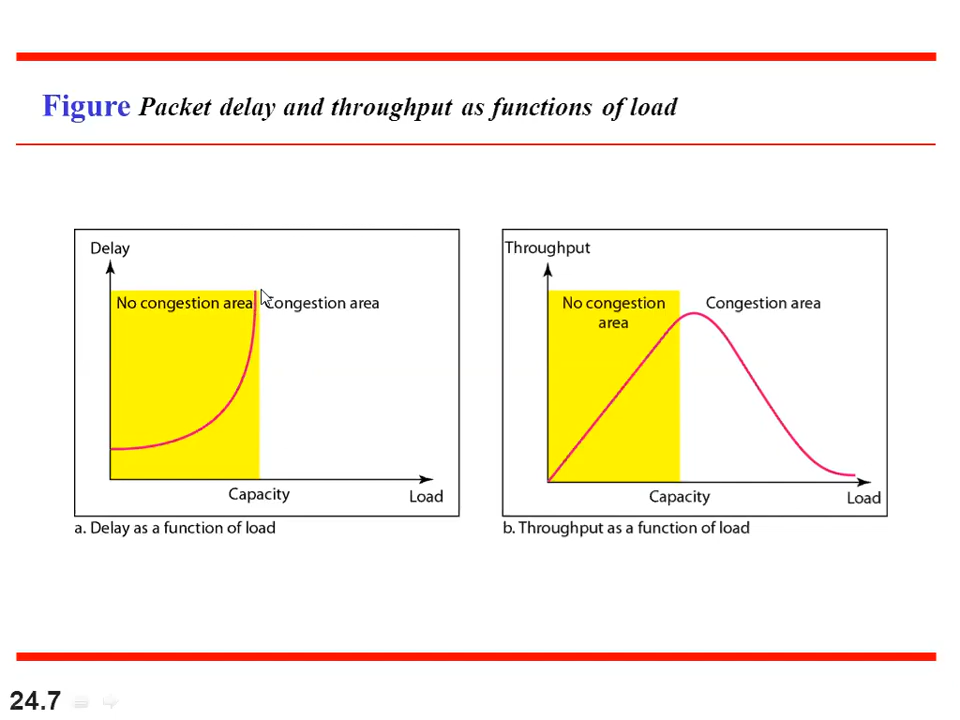 Figure Packet delay and throughput as functions of load
Delay
No congestion area
Congestion area
Capacity
Load
a. Delay as a function of load
Throughput
No congestion
area
Congestion area
Capacity
Load
b. Throughput as a function of load
24.7